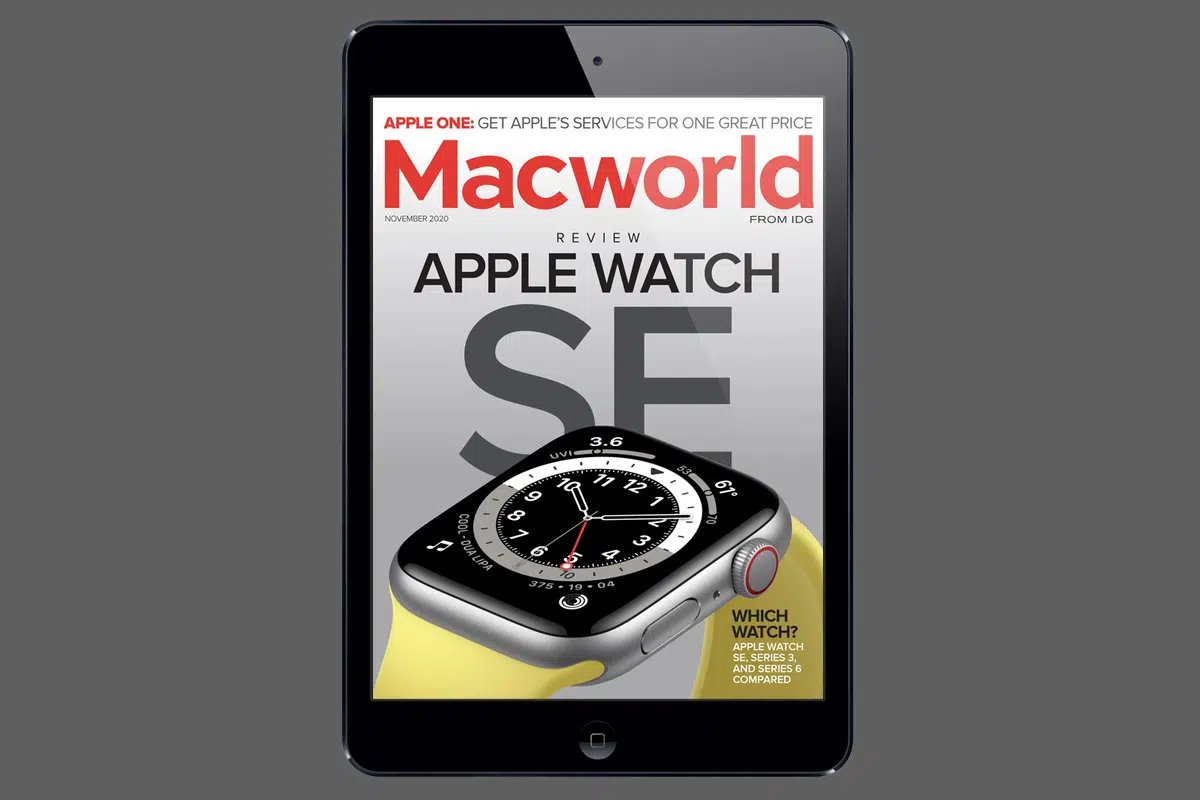 APPLE ONE: GET APPLE'S SERVICES FOR ONE GREAT PRICE
Macworld
NOVEMBER 2020
FROM IDG
REVIEW
APPLE WATCH
SE
3.6
UVI
53
61°
70
10
11
12
9
1
8
2
7
3
6
5
4
10
COOL - DUA LIPA
375 • 19 • 04
WHICH
WATCH?
APPLE WATCH
SE, SERIES 3,
AND SERIES 6
COMPARED